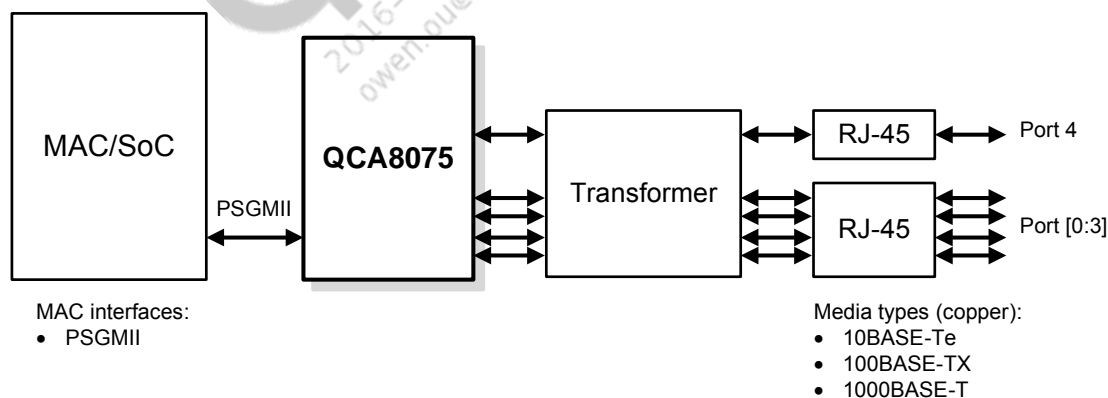 MAC/SoC
PSGMII
QCA8075
Transformer
RJ-45
Port 4
RJ-45
Port [0:3]
MAC interfaces:
• PSGMII
Media types (copper):
• 10BASE-Te
• 100BASE-TX
• 1000BASE-T